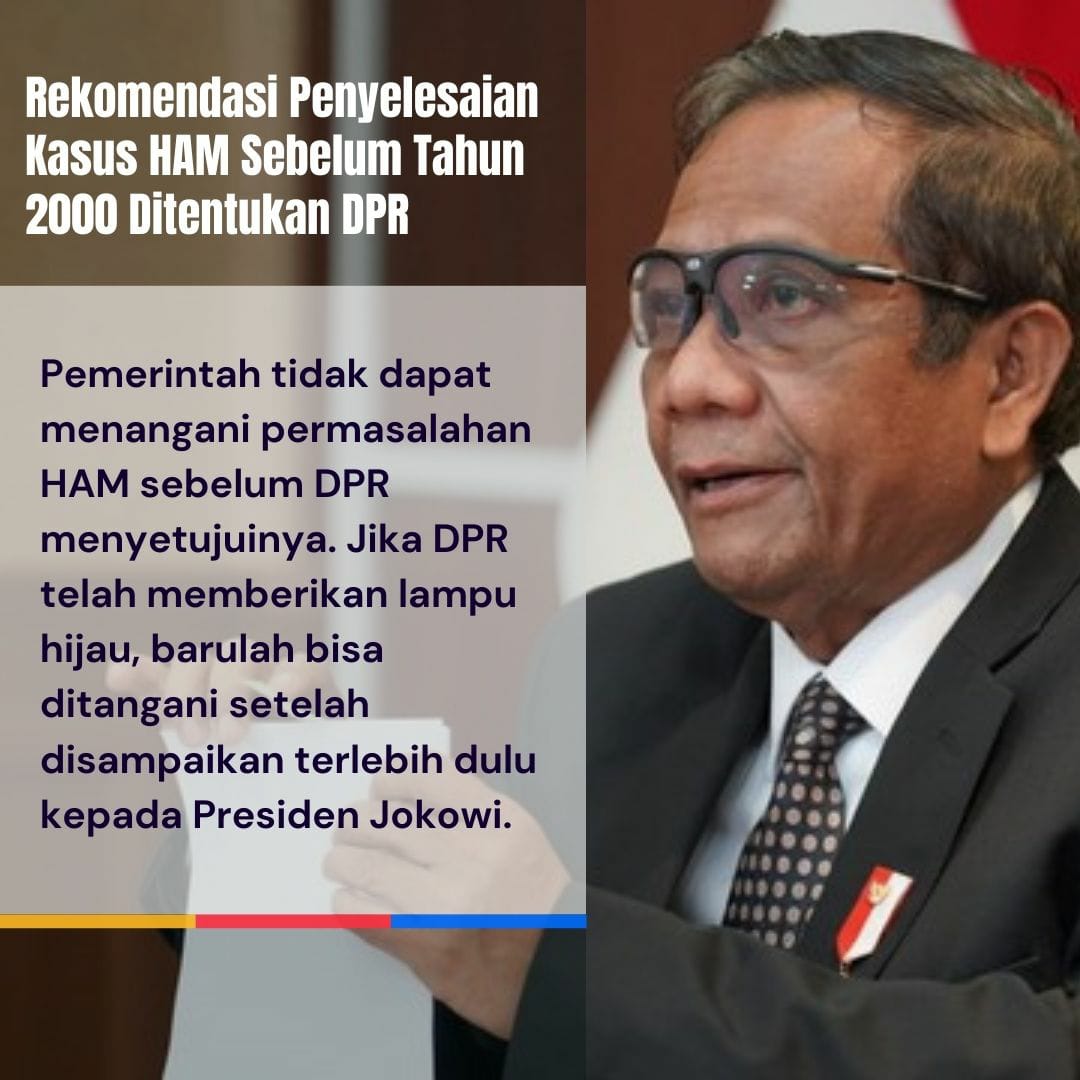 Rekomendasi Penyelesaian
Kasus HAM Sebelum Tahun
2000 Ditentukan DPR
Pemerintah tidak dapat
menangani permasalahan
HAM sebelum DPR
menyetujuinya. Jika DPR
telah memberikan lampu
hijau, barulah bisa
ditangani setelah
disampaikan terlebih dulu
kepada Presiden Jokowi.